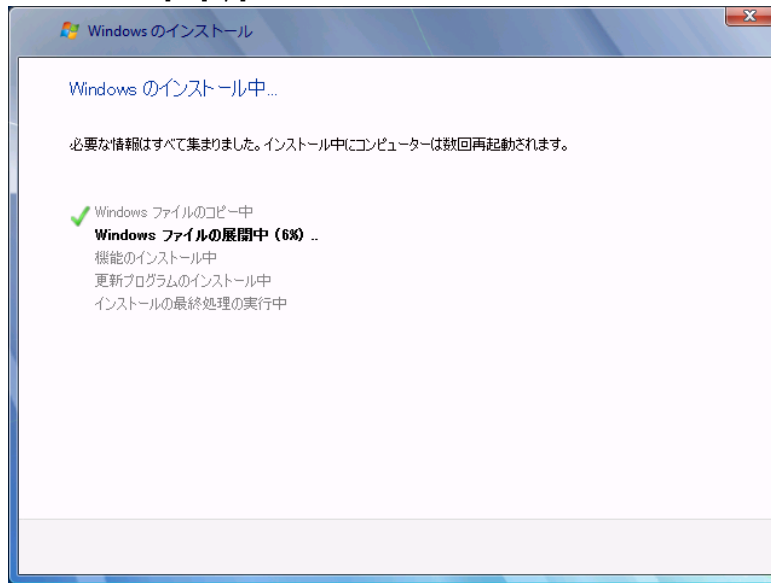 Windows のインストール
Windows のインストール中...
必要な情報はすべて集まりました。インストール中にコンピューターは数回再起動されます。
Windows ファイルのコピー中
Windows ファイルの展開中 (6%) ..
機能のインストール中
更新プログラムのインストール中
インストールの最終処理の実行中